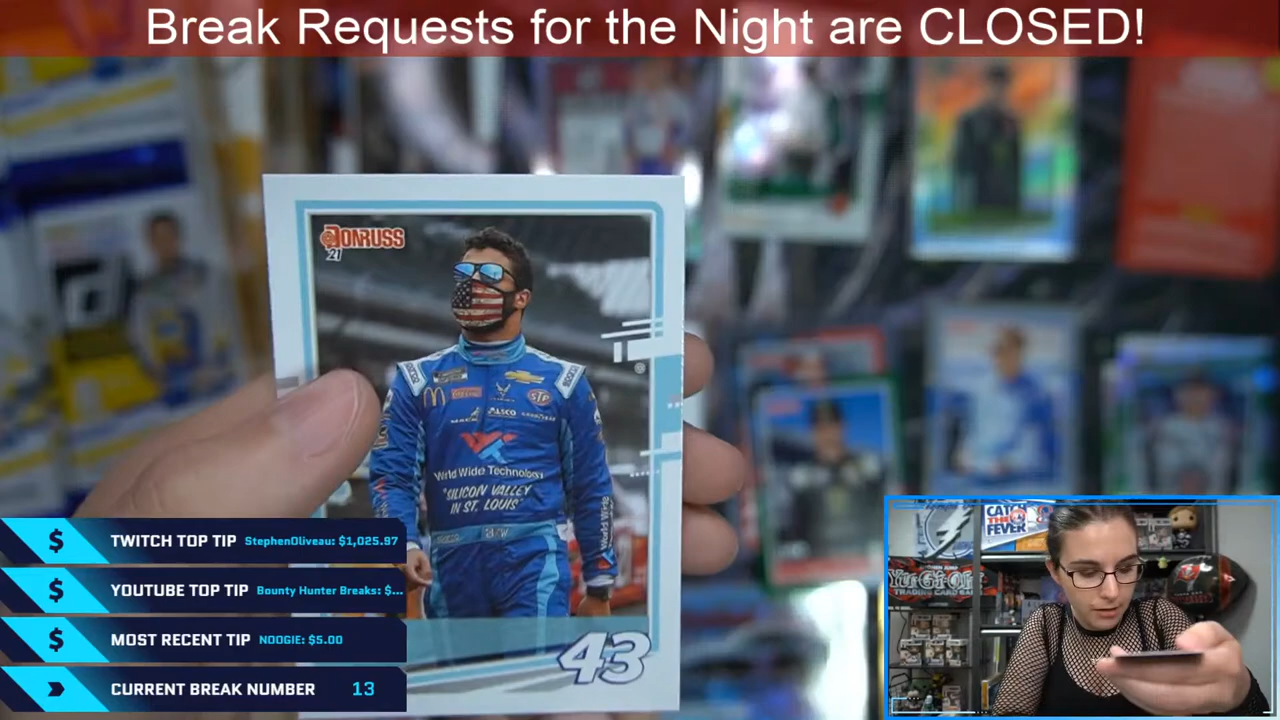 Break Requests for the Night are CLOSED!
DONRUSS
21
STP
ALSCO
World Wide Technology
"SILICON VALLEY
IN ST. LOUIS"
43
CATCH
THE
FEVER
Yu-Gi-Oh!
TRADING CARD GAME
$ TWITCH TOP TIP StephenOliveau: $1,025.97
$ YOUTUBE TOP TIP Bounty Hunter Breaks: $...
$ MOST RECENT TIP NOOGIE: $5.00
CURRENT BREAK NUMBER 13